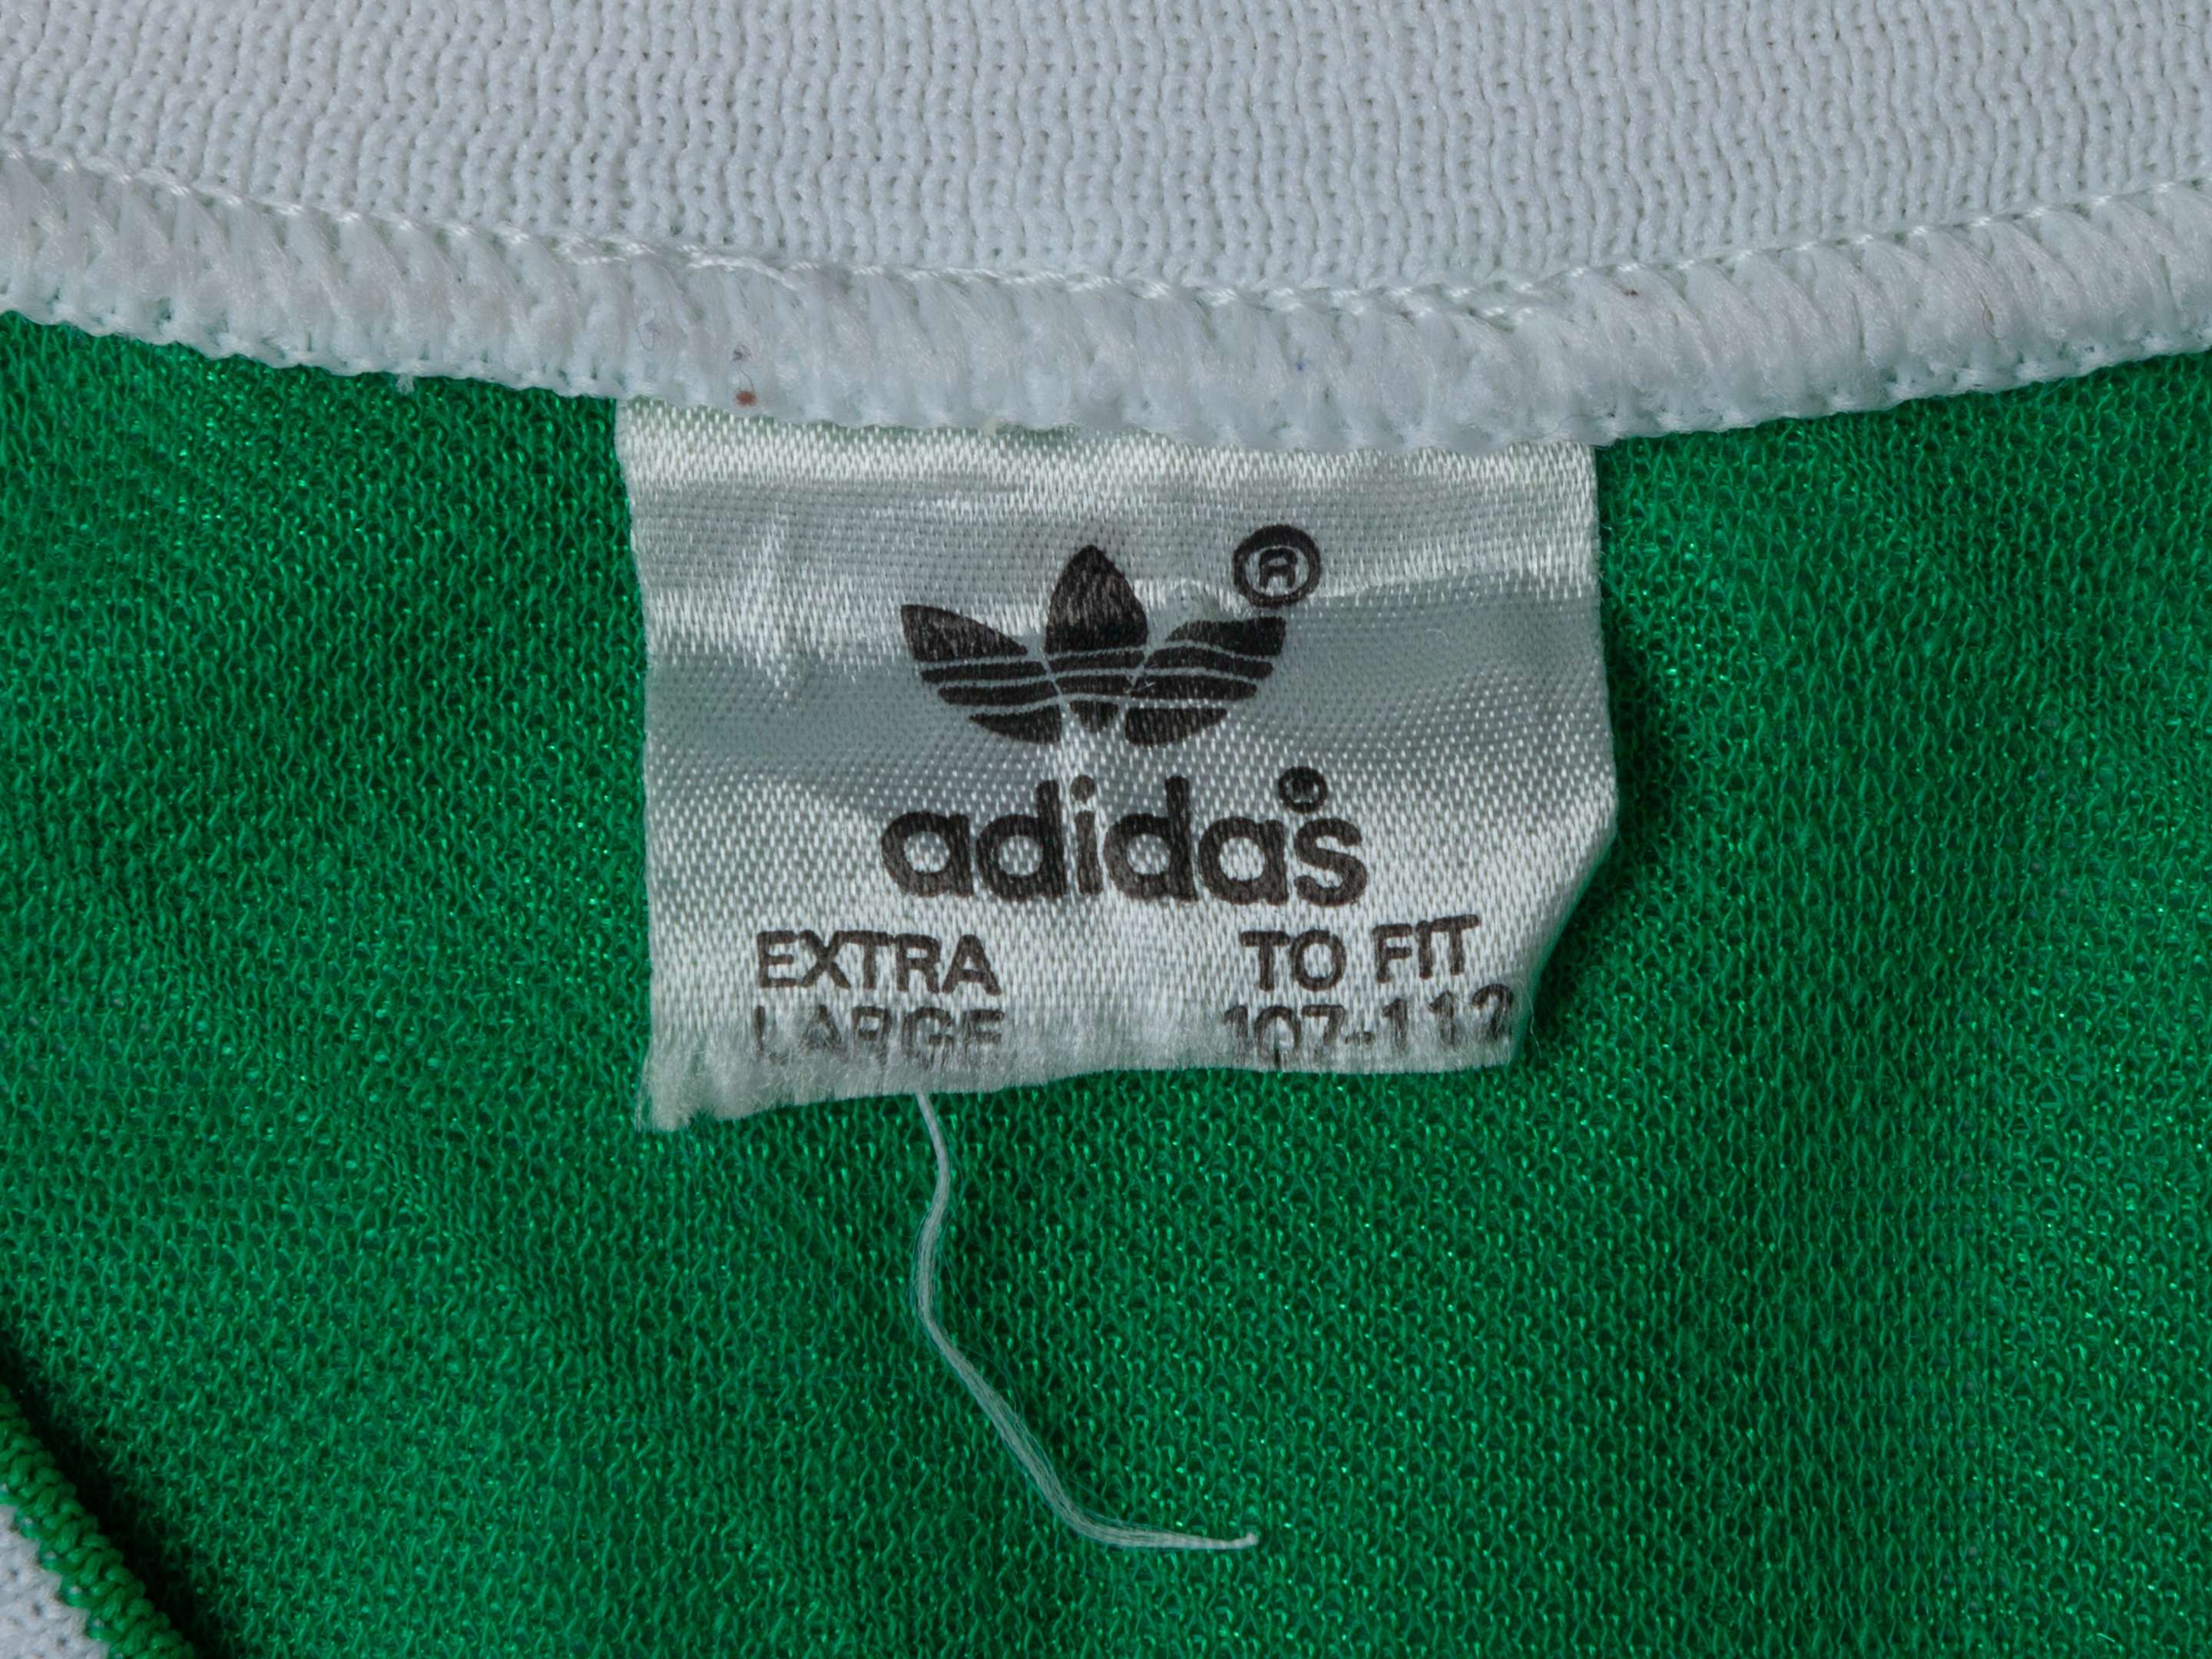 ®
adidas®
EXTRA TO FIT
LARGE 107-112